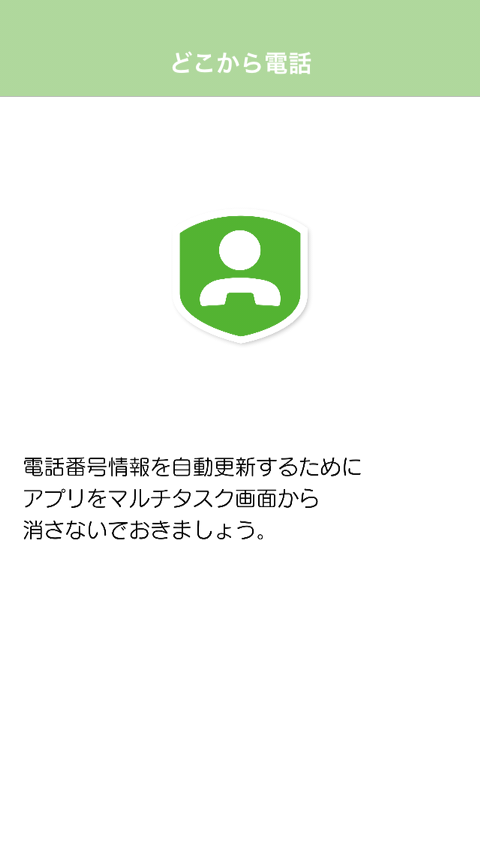 どこから電話
電話番号情報を自動更新するために
アプリをマルチタスク画面から
消さないでおきましょう。